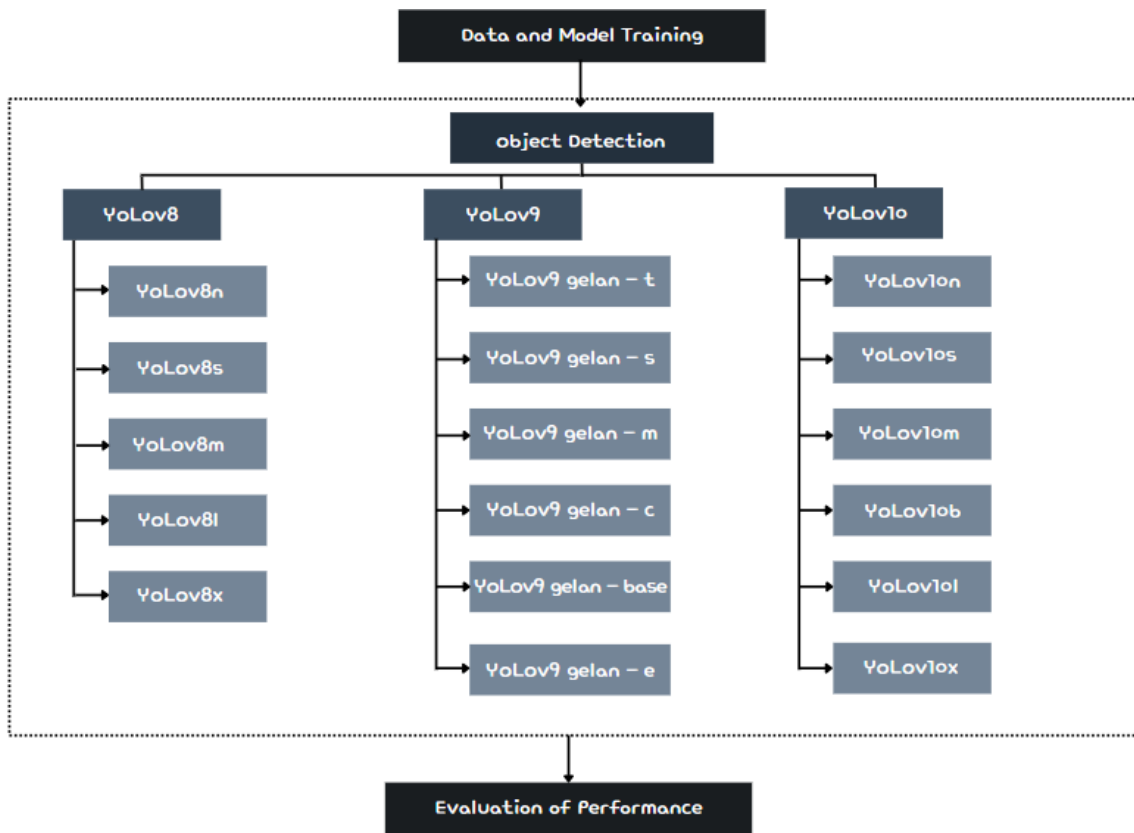 Data and Model Training
object Detection
YoLov8
YoLov8n
YoLov8s
YoLov8m
YoLov8l
YoLov8x
YoLov9
YoLov9 gelan - t
YoLov9 gelan - s
YoLov9 gelan - m
YoLov9 gelan - c
YoLov9 gelan - base
YoLov9 gelan - e
YoLov10
YoLov10n
YoLov10s
YoLov10m
YoLov10b
YoLov10l
YoLov10x
Evaluation of Performance